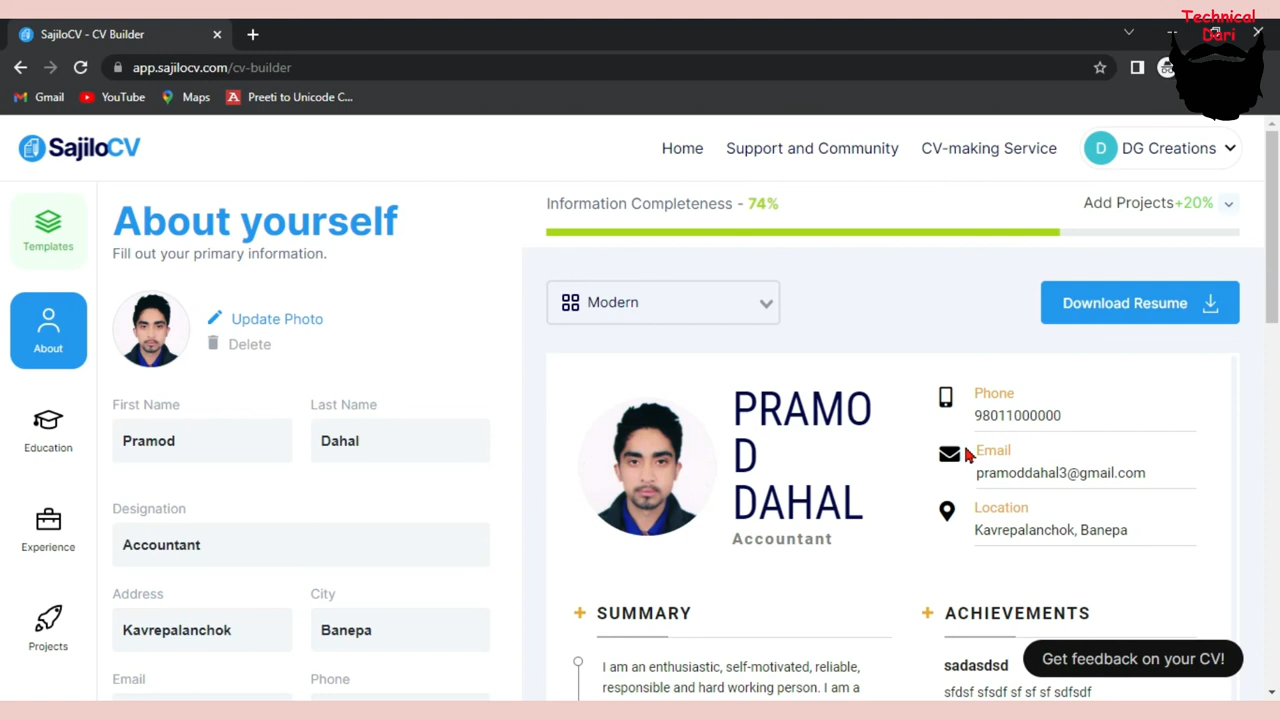 Technical
Dari
SajiloCV - CV Builder
app.sajilocv.com/cv-builder
Gmail YouTube Maps Preeti to Unicode C...
SajiloCV
Home Support and Community CV-making Service D DG Creations
Templates
About
Education
Experience
Projects
About yourself
Fill out your primary information.
Update Photo
Delete
First Name Last Name
Pramod Dahal
Designation
Accountant
Address City
Kavrepalanchok Banepa
Email Phone
Information Completeness - 74% Add Projects+20%
Modern Download Resume
PRAMO
D
DAHAL
Accountant
Phone
98011000000
Email
pramoddahal3@gmail.com
Location
Kavrepalanchok, Banepa
SUMMARY
I am an enthusiastic, self-motivated, reliable,
responsible and hard working person. I am a
ACHIEVEMENTS
sadasdsd
sfdsf sfsdf sf sf sf sdfsdf
Get feedback on your CV!